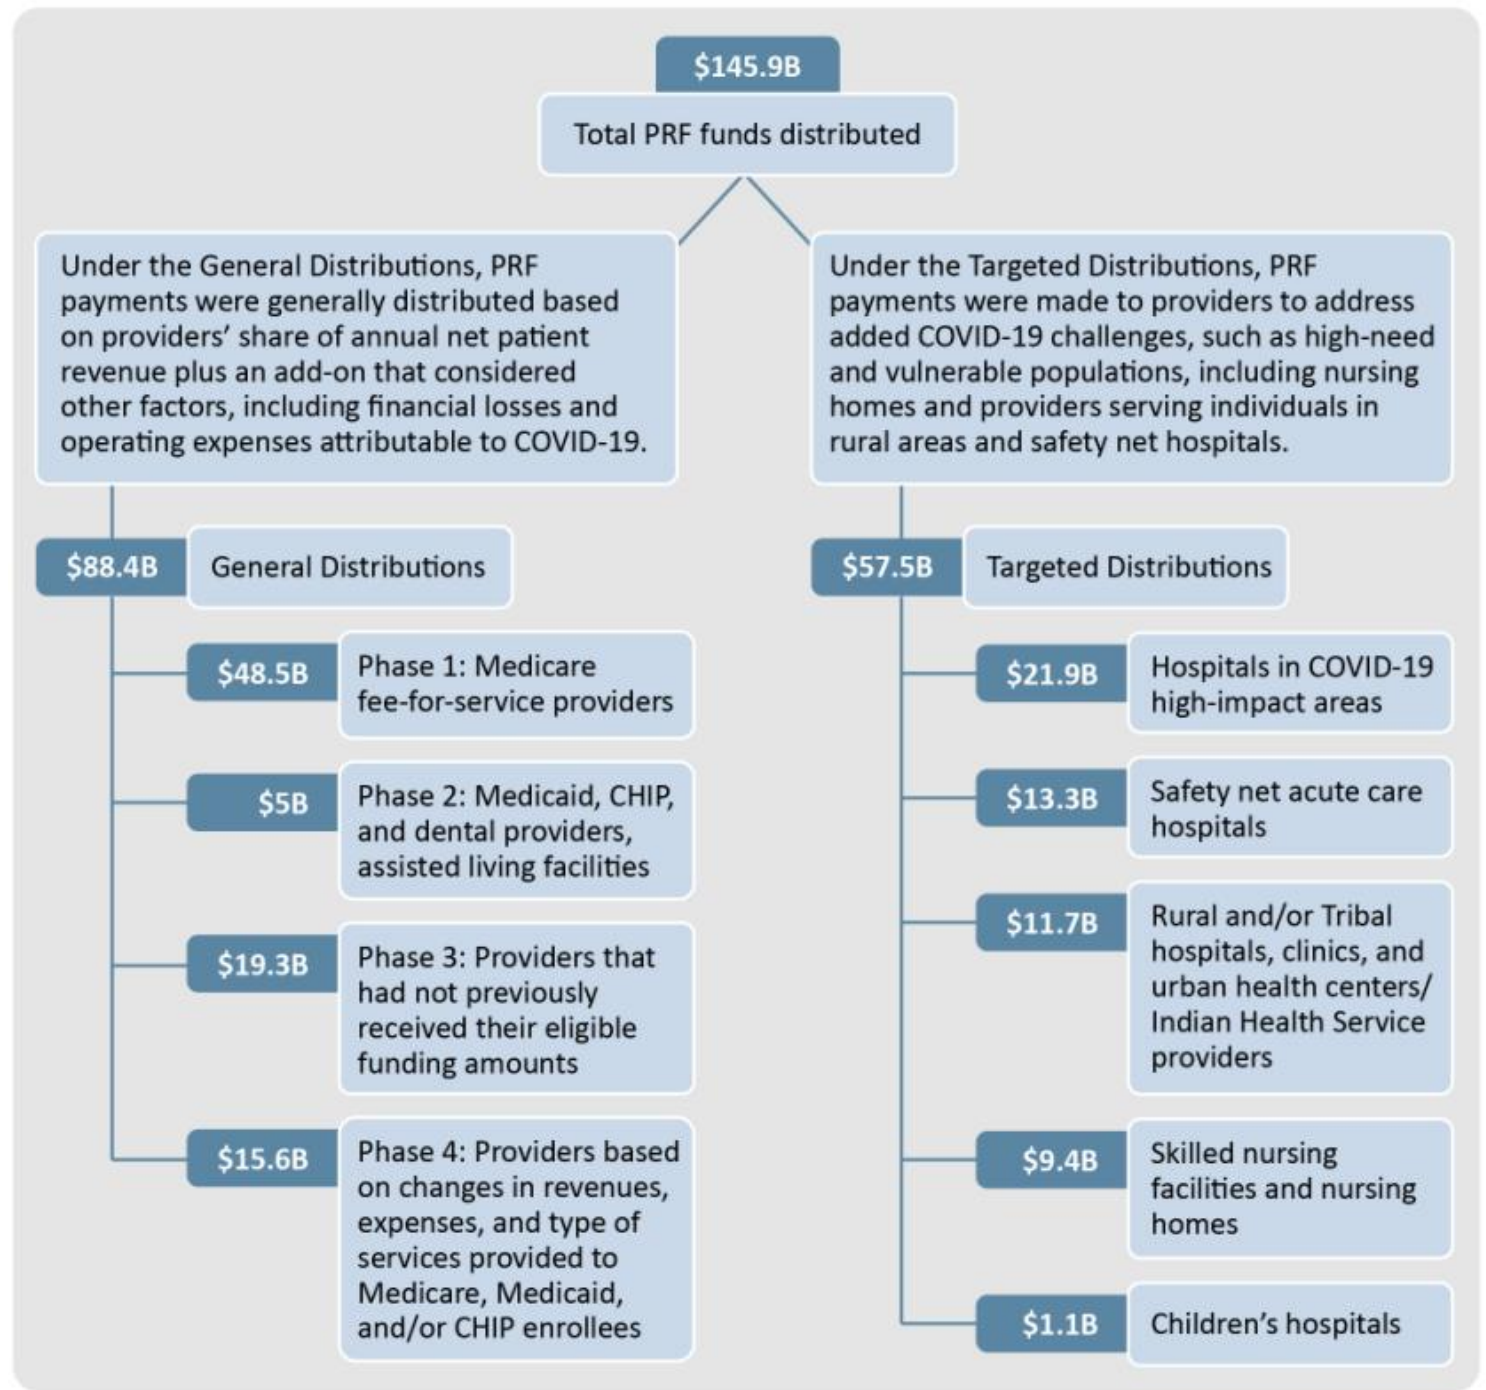 $145.9B
Total PRF funds distributed
Under the General Distributions, PRF
payments were generally distributed based
on providers’ share of annual net patient
revenue plus an add-on that considered
other factors, including financial losses and
operating expenses attributable to COVID-19.
$88.4B
General Distributions
$48.5B
Phase 1: Medicare
fee-for-service providers
$5B
Phase 2: Medicaid, CHIP,
and dental providers,
assisted living facilities
$19.3B
Phase 3: Providers that
had not previously
received their eligible
funding amounts
$15.6B
Phase 4: Providers based
on changes in revenues,
expenses, and type of
services provided to
Medicare, Medicaid,
and/or CHIP enrollees
Under the Targeted Distributions, PRF
payments were made to providers to address
added COVID-19 challenges, such as high-need
and vulnerable populations, including nursing
homes and providers serving individuals in
rural areas and safety net hospitals.
$57.5B
Targeted Distributions
$21.9B
Hospitals in COVID-19
high-impact areas
$13.3B
Safety net acute care
hospitals
$11.7B
Rural and/or Tribal
hospitals, clinics, and
urban health centers/
Indian Health Service
providers
$9.4B
Skilled nursing
facilities and nursing
homes
$1.1B
Children’s hospitals